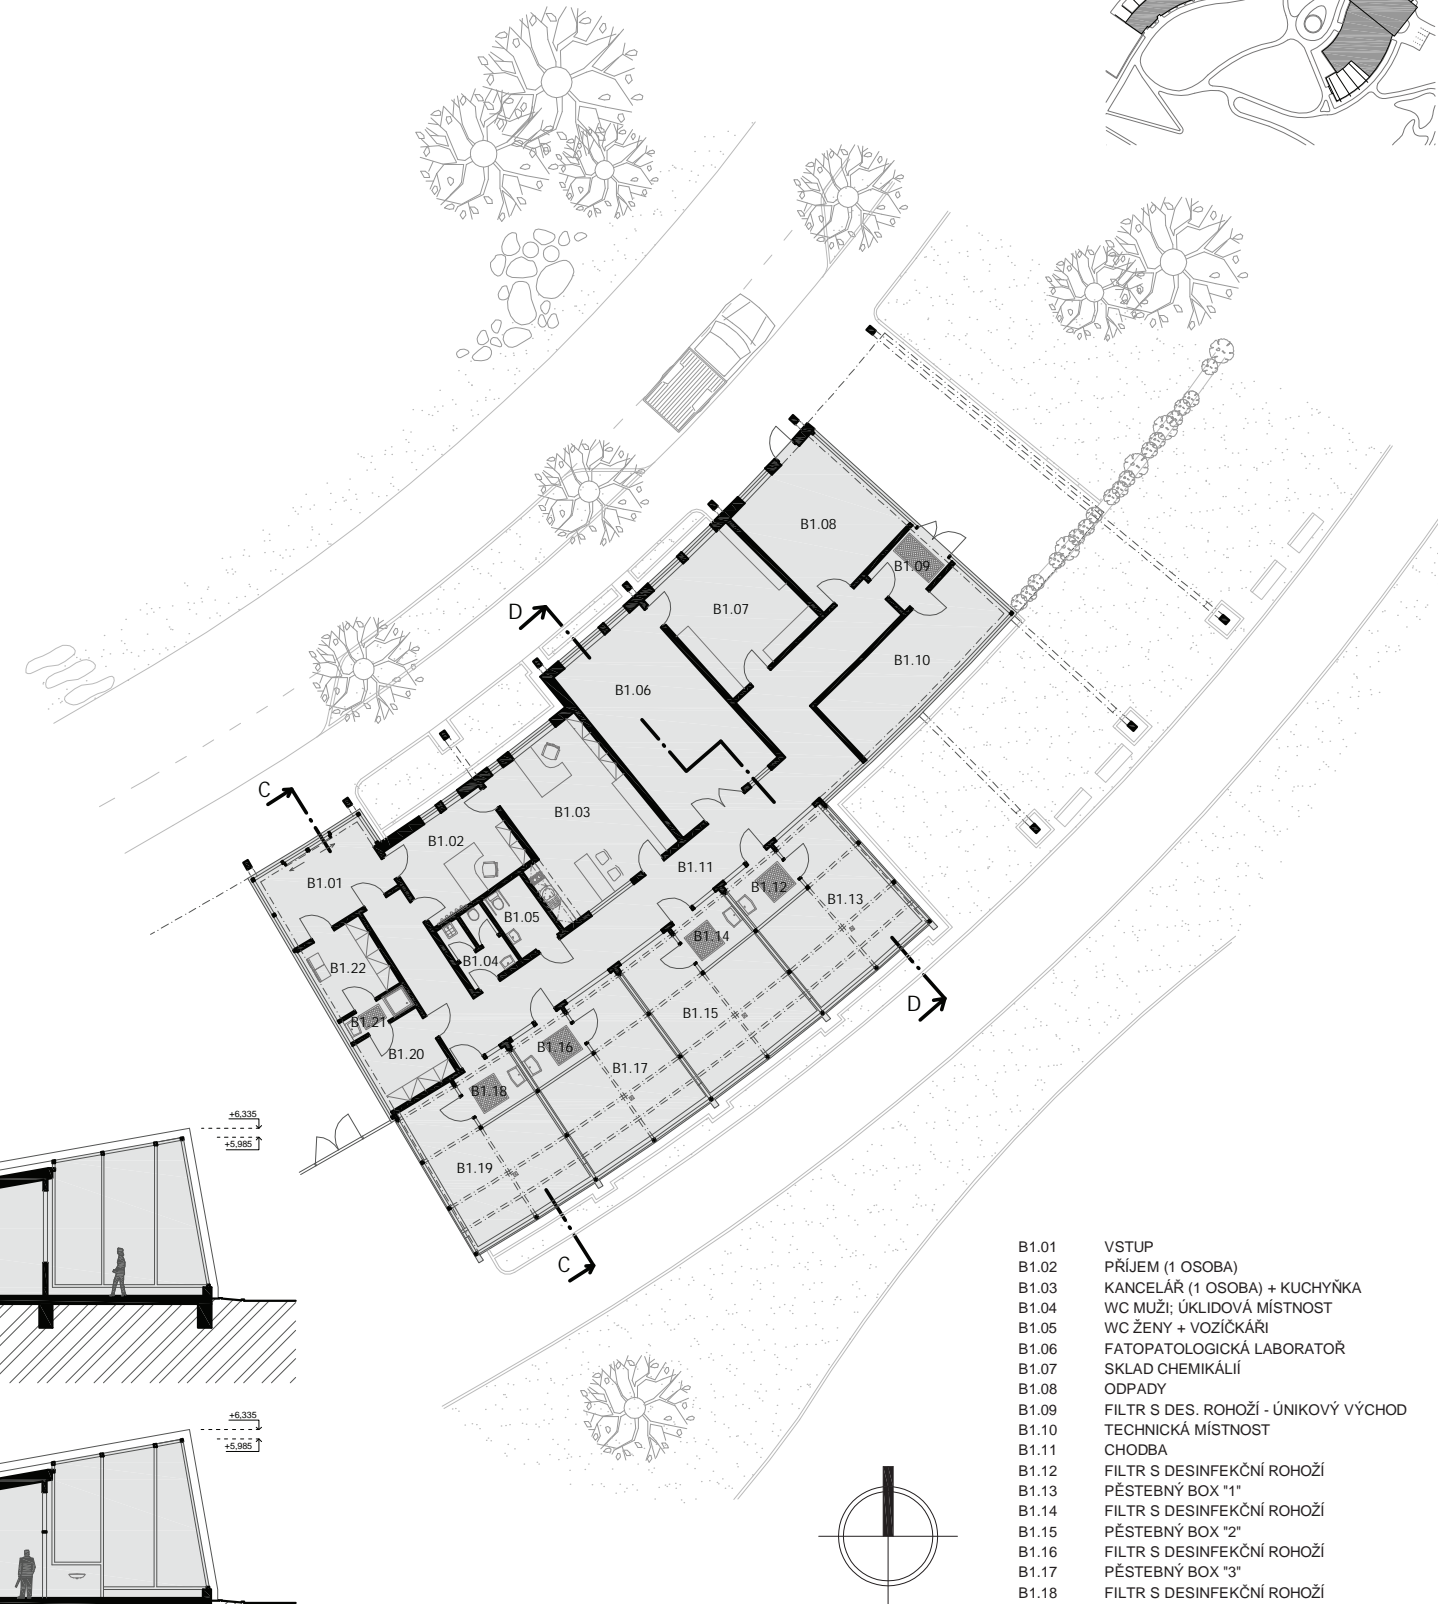 B1.08
B1.09
B1.07
D
B1.10
B1.06
C
B1.03
B1.02
B1.11
B1.01
B1.12
B1.13
B1.05
B1.14
B1.04
B1.22
D
B1.15
B1.21
B1.16
B1.20
B1.17
B1.18
+6,335
+5,985
B1.19
C
B1.01 VSTUP
B1.02 PŘÍJEM (1 OSOBA)
B1.03 KANCELÁŘ (1 OSOBA) + KUCHYŇKA
B1.04 WC MUŽI; ÚKLIDOVÁ MÍSTNOST
B1.05 WC ŽENY + VOZÍČKÁŘI
B1.06 FATOPATOLOGICKÁ LABORATOŘ
B1.07 SKLAD CHEMIKÁLIÍ
B1.08 ODPADY
B1.09 FILTR S DES. ROHOŽÍ - ÚNIKOVÝ VÝCHOD
B1.10 TECHNICKÁ MÍSTNOST
B1.11 CHODBA
B1.12 FILTR S DESINFEKČNÍ ROHOŽÍ
B1.13 PĚSTEBNÝ BOX "1"
B1.14 FILTR S DESINFEKČNÍ ROHOŽÍ
B1.15 PĚSTEBNÝ BOX "2"
B1.16 FILTR S DESINFEKČNÍ ROHOŽÍ
B1.17 PĚSTEBNÝ BOX "3"
B1.18 FILTR S DESINFEKČNÍ ROHOŽÍ
+6,335
+5,985